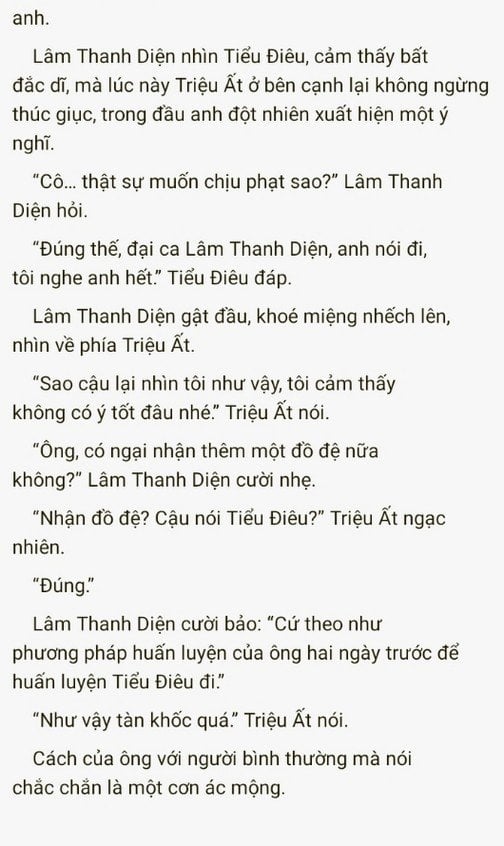 anh.
Lâm Thanh Diện nhìn Tiểu Điêu, cảm thấy bất
đắc dĩ, mà lúc này Triệu Ất ở bên cạnh lại không ngừng
thúc giục, trong đầu anh đột nhiên xuất hiện một ý
nghĩ.
“Cô... thật sự muốn chịu phạt sao?” Lâm Thanh
Diện hỏi.
“Đúng thế, đại ca Lâm Thanh Diện, anh nói đi,
tôi nghe anh hết.” Tiểu Điêu đáp.
Lâm Thanh Diện gật đầu, khoé miệng nhếch lên,
nhìn về phía Triệu Ất.
“Sao cậu lại nhìn tôi như vậy, tôi cảm thấy
không có ý tốt đâu nhé.” Triệu Ất nói.
“Ông, có ngại nhận thêm một đồ đệ nữa
không?” Lâm Thanh Diện cười nhẹ.
“Nhận đồ đệ? Cậu nói Tiểu Điêu?” Triệu Ất ngạc
nhiên.
“Đúng.”
Lâm Thanh Diện cười bảo: “Cứ theo như
phương pháp huấn luyện của ông hai ngày trước để
huấn luyện Tiểu Điêu đi.”
“Như vậy tàn khốc quá.” Triệu Ất nói.
Cách của ông với người bình thường mà nói
chắc chắn là một cơn ác mộng.